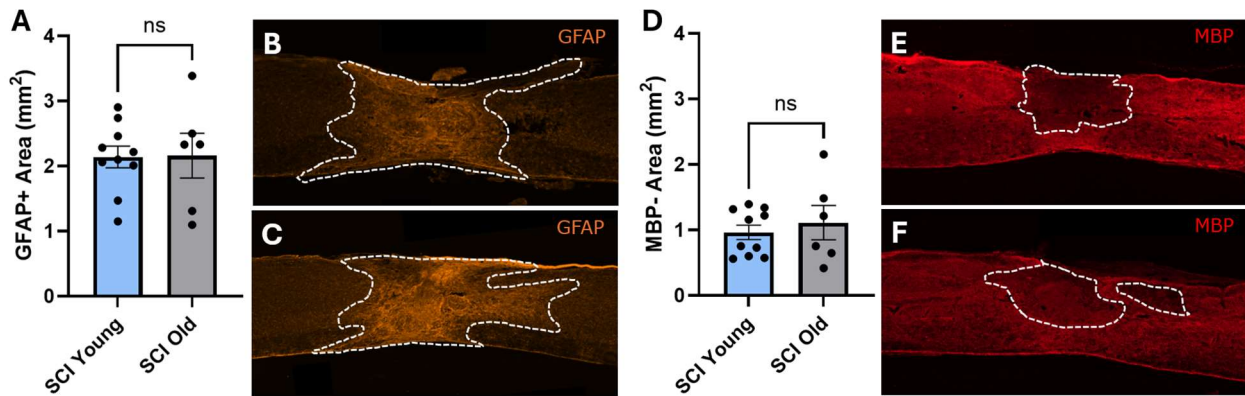 A
ns
GFAP+ Area (mm²)
4
3
2
1
0
SCI Young
SCI Old
B
GFAP
C
GFAP
D
ns
MBP- Area (mm²)
4
3
2
1
0
SCI Young
SCI Old
E
MBP
F
MBP